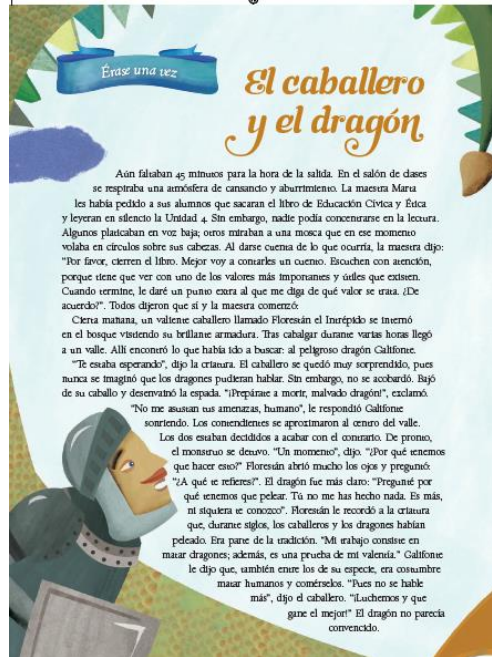 Érase una vez
El caballero
y el dragón
Aún faltaban 45 minutos para la hora de la salida. En el salón de clases
se respiraba una atmósfera de cansancio y aburrimiento. La maestra Marta
les había pedido a sus alumnos que sacaran el libro de Educación Cívica y Ética
y leyeran en silencio la Unidad 4. Sin embargo, nadie podía concentrarse en la lectura.
Algunos platicaban en voz baja; otros miraban a una mosca que en ese momento
volaba en círculos sobre sus cabezas. Al darse cuenta de lo que ocurría, la maestra dijo:
"Por favor, cierren el libro. Mejor voy a contarles un cuento. Escuchen con atención,
porque tiene que ver con uno de los valores más importantes y útiles que existen.
Cuando termine, le daré un punto extra al que me diga de qué valor se trata. ¿De
acuerdo?". Todos dijeron que sí y la maestra comenzó:
Cierta mañana, un valiente caballero llamado Florestán el Intrépido se internó
en el bosque vistiendo su brillante armadura. Tras cabalgar durante varias horas llegó
a un valle. Allí encontró lo que había ido a buscar: al peligroso dragón Galifonte.
"Te estaba esperando", dijo la criatura. El caballero se quedó muy sorprendido, pues
nunca se imaginó que los dragones pudieran hablar. Sin embargo, no se acobardó. Bajó
de su caballo y desenvainó la espada. "¡Prepárate a morir, malvado dragón!", exclamó.
"No me asustan tus amenazas, humano", le respondió Galifonte
sonriendo. Los contendientes se aproximaron al centro del valle.
Los dos estaban decididos a acabar con el contrario. De pronto,
el monstruo se detuvo. "Un momento", dijo. "¿Por qué tenemos
que hacer esto?" Florestán abrió mucho los ojos y preguntó:
"¿A qué te refieres?". El dragón fue más claro: "Pregunté por
qué tenemos que pelear. Tú no me has hecho nada. Es más,
ni siquiera te conozco". Florestán le recordó a la criatura
que, durante siglos, los caballeros y los dragones habían
peleado. Era parte de la tradición. "Mi trabajo consiste en
matar dragones; además, es una prueba de mi valentía." Galifonte
le dijo que, también entre los de su especie, era costumbre
matar humanos y comérselos. "Pues no se hable
más", dijo el caballero. "¡Luchemos y que
gane el mejor!" El dragón no parecía
convencido.